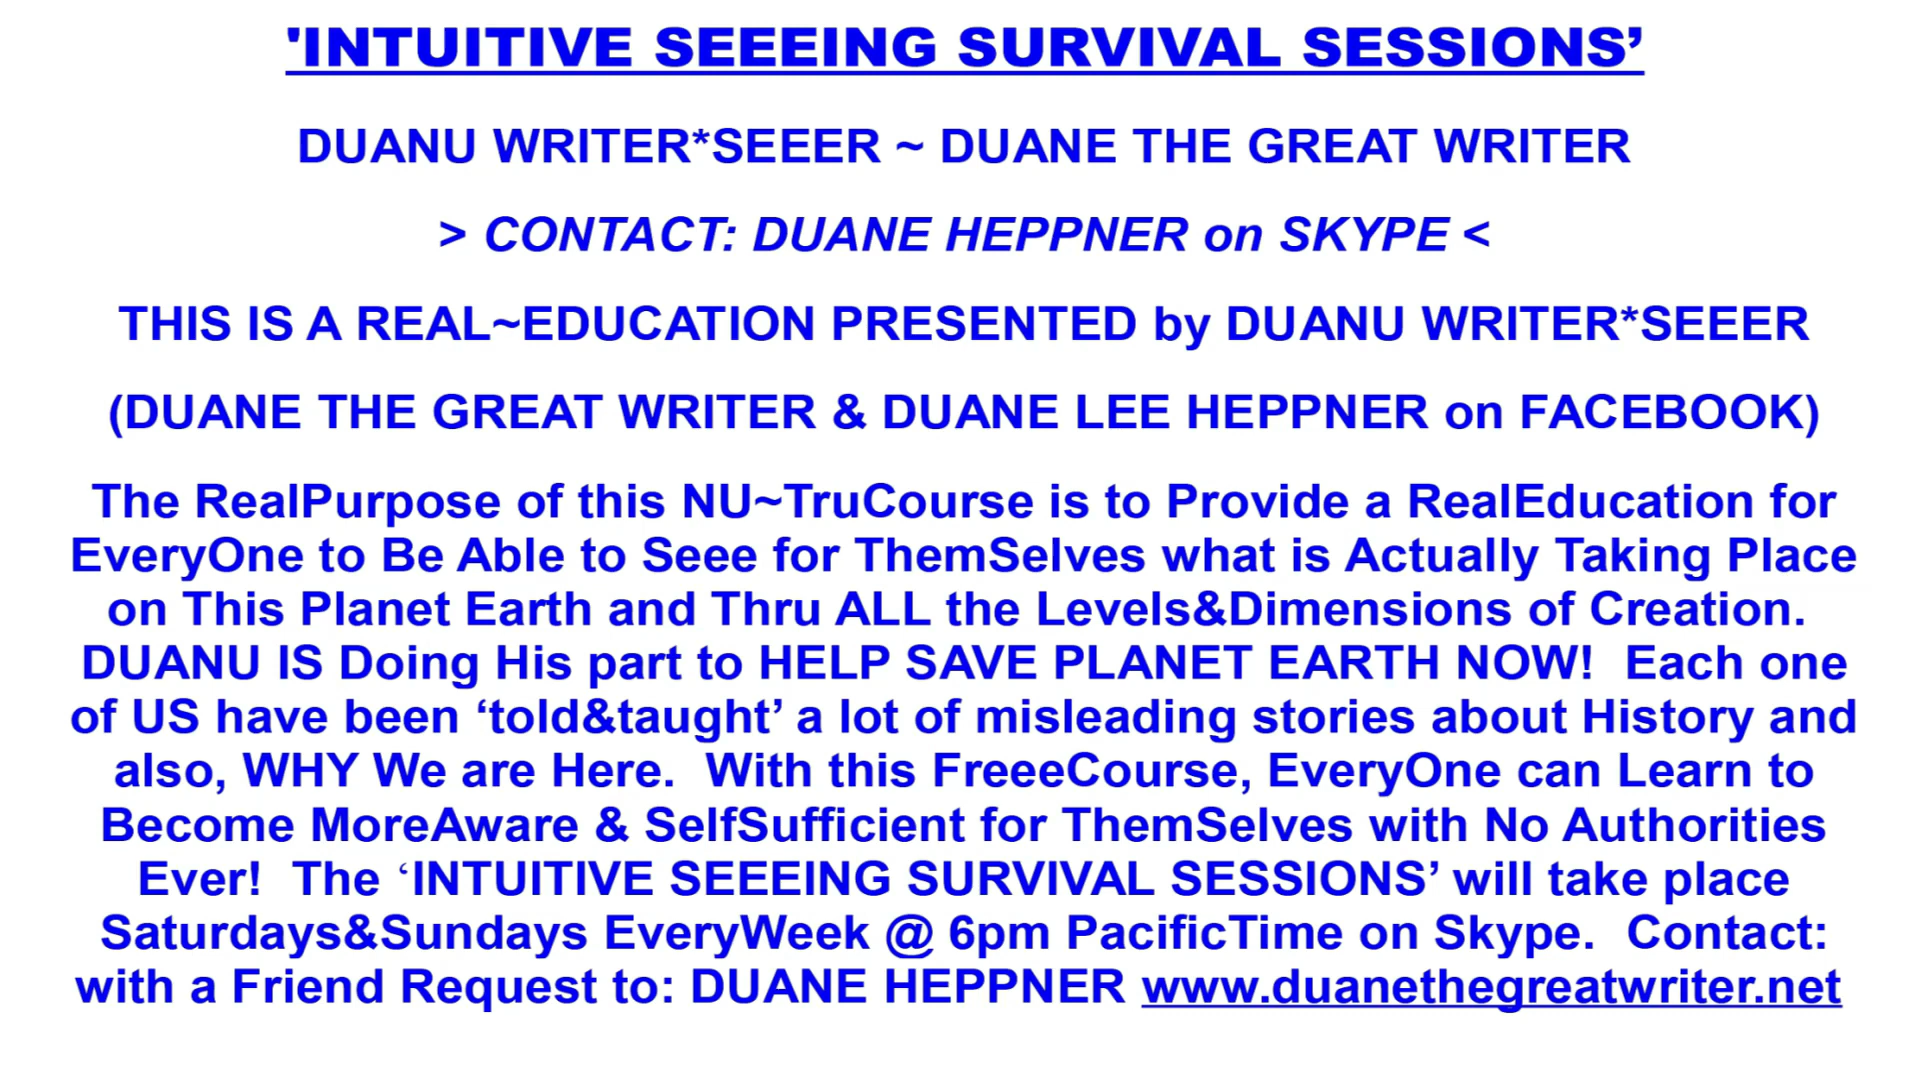 'INTUITIVE SEEEING SURVIVAL SESSIONS’
DUANU WRITER*SEEER ~ DUANE THE GREAT WRITER
> CONTACT: DUANE HEPPNER on SKYPE <
THIS IS A REAL~EDUCATION PRESENTED by DUANU WRITER*SEEER
(DUANE THE GREAT WRITER & DUANE LEE HEPPNER on FACEBOOK)
The RealPurpose of this NU~TruCourse is to Provide a RealEducation for
EveryOne to Be Able to Seee for ThemSelves what is Actually Taking Place
on This Planet Earth and Thru ALL the Levels&Dimensions of Creation.
DUANU IS Doing His part to HELP SAVE PLANET EARTH NOW!  Each one
of US have been ‘told&taught’ a lot of misleading stories about History and
also, WHY We are Here.  With this FreeeCourse, EveryOne can Learn to
Become MoreAware & SelfSufficient for ThemSelves with No Authorities
Ever!  The ‘INTUITIVE SEEEING SURVIVAL SESSIONS’ will take place
Saturdays&Sundays EveryWeek @ 6pm PacificTime on Skype.  Contact:
with a Friend Request to: DUANE HEPPNER www.duanethegreatwriter.net